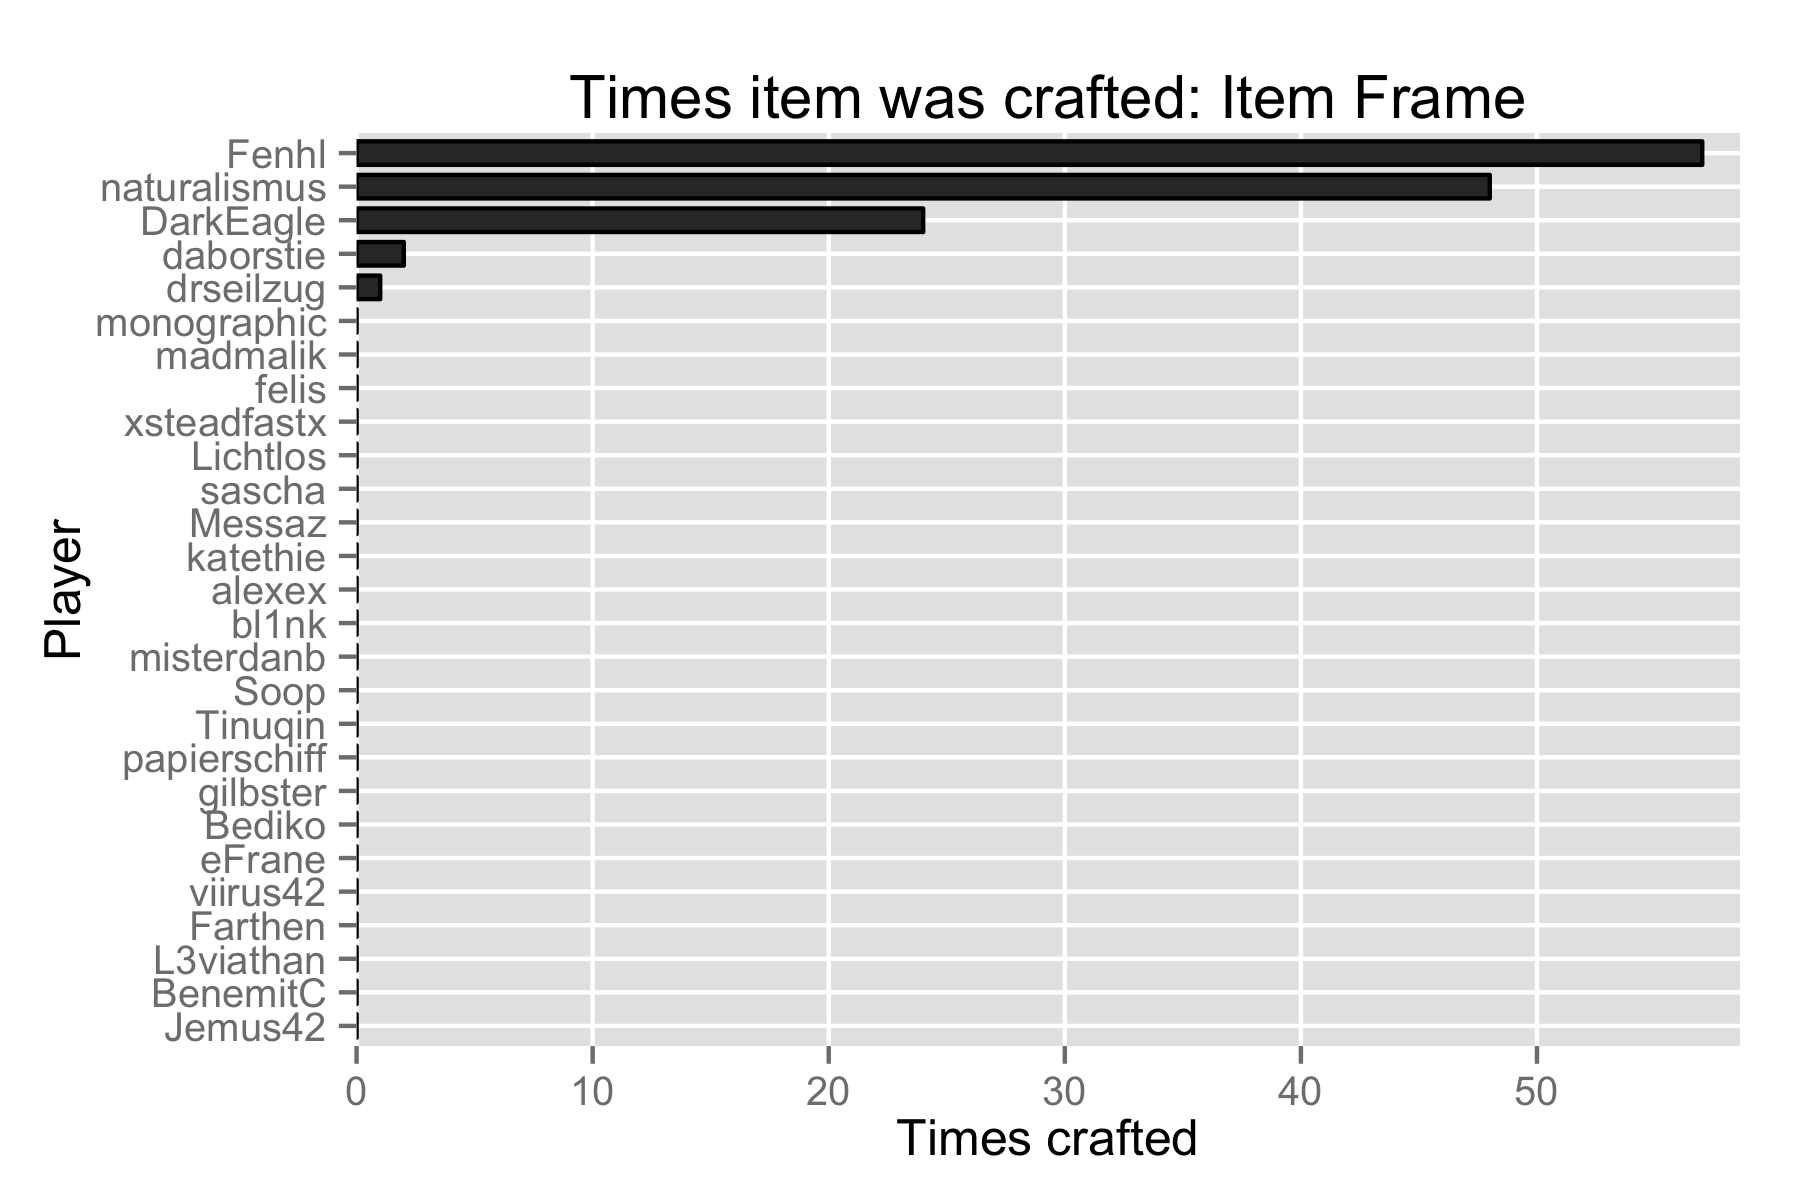 Times item was crafted: Item Frame
Fenhl
naturalismus
DarkEagle
daborstie
drseilzug
monographic
madmalik
felis
xsteadfastx
Lichtlos
sascha
Messaz
katethie
alexex
bl1nk
misterdanb
Soop
Tinuqin
papierschiff
gilbster
Bediko
eFrane
viirus42
Farthen
L3viathan
BenemitC
Jemus42
Player
0 10 20 30 40 50
Times crafted